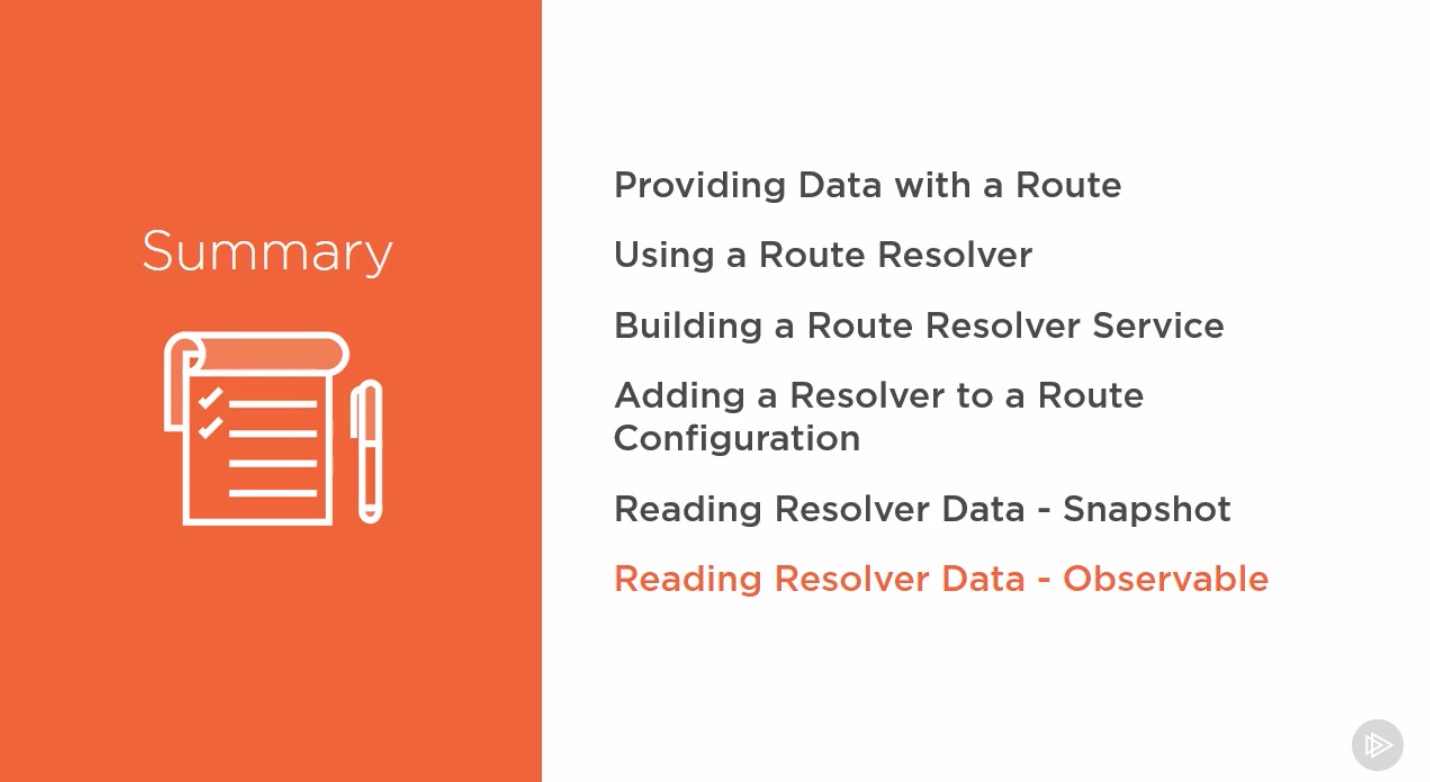 Summary
Providing Data with a Route
Using a Route Resolver
Building a Route Resolver Service
Adding a Resolver to a Route
Configuration
Reading Resolver Data - Snapshot
Reading Resolver Data - Observable